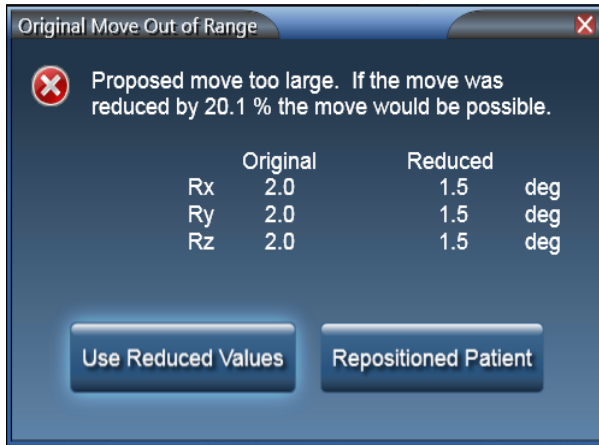 Original Move Out of Range
Proposed move too large. If the move was
reduced by 20.1 % the move would be possible.
Original Reduced
Rx 2.0 1.5 deg
Ry 2.0 1.5 deg
Rz 2.0 1.5 deg
Use Reduced Values Repositioned Patient